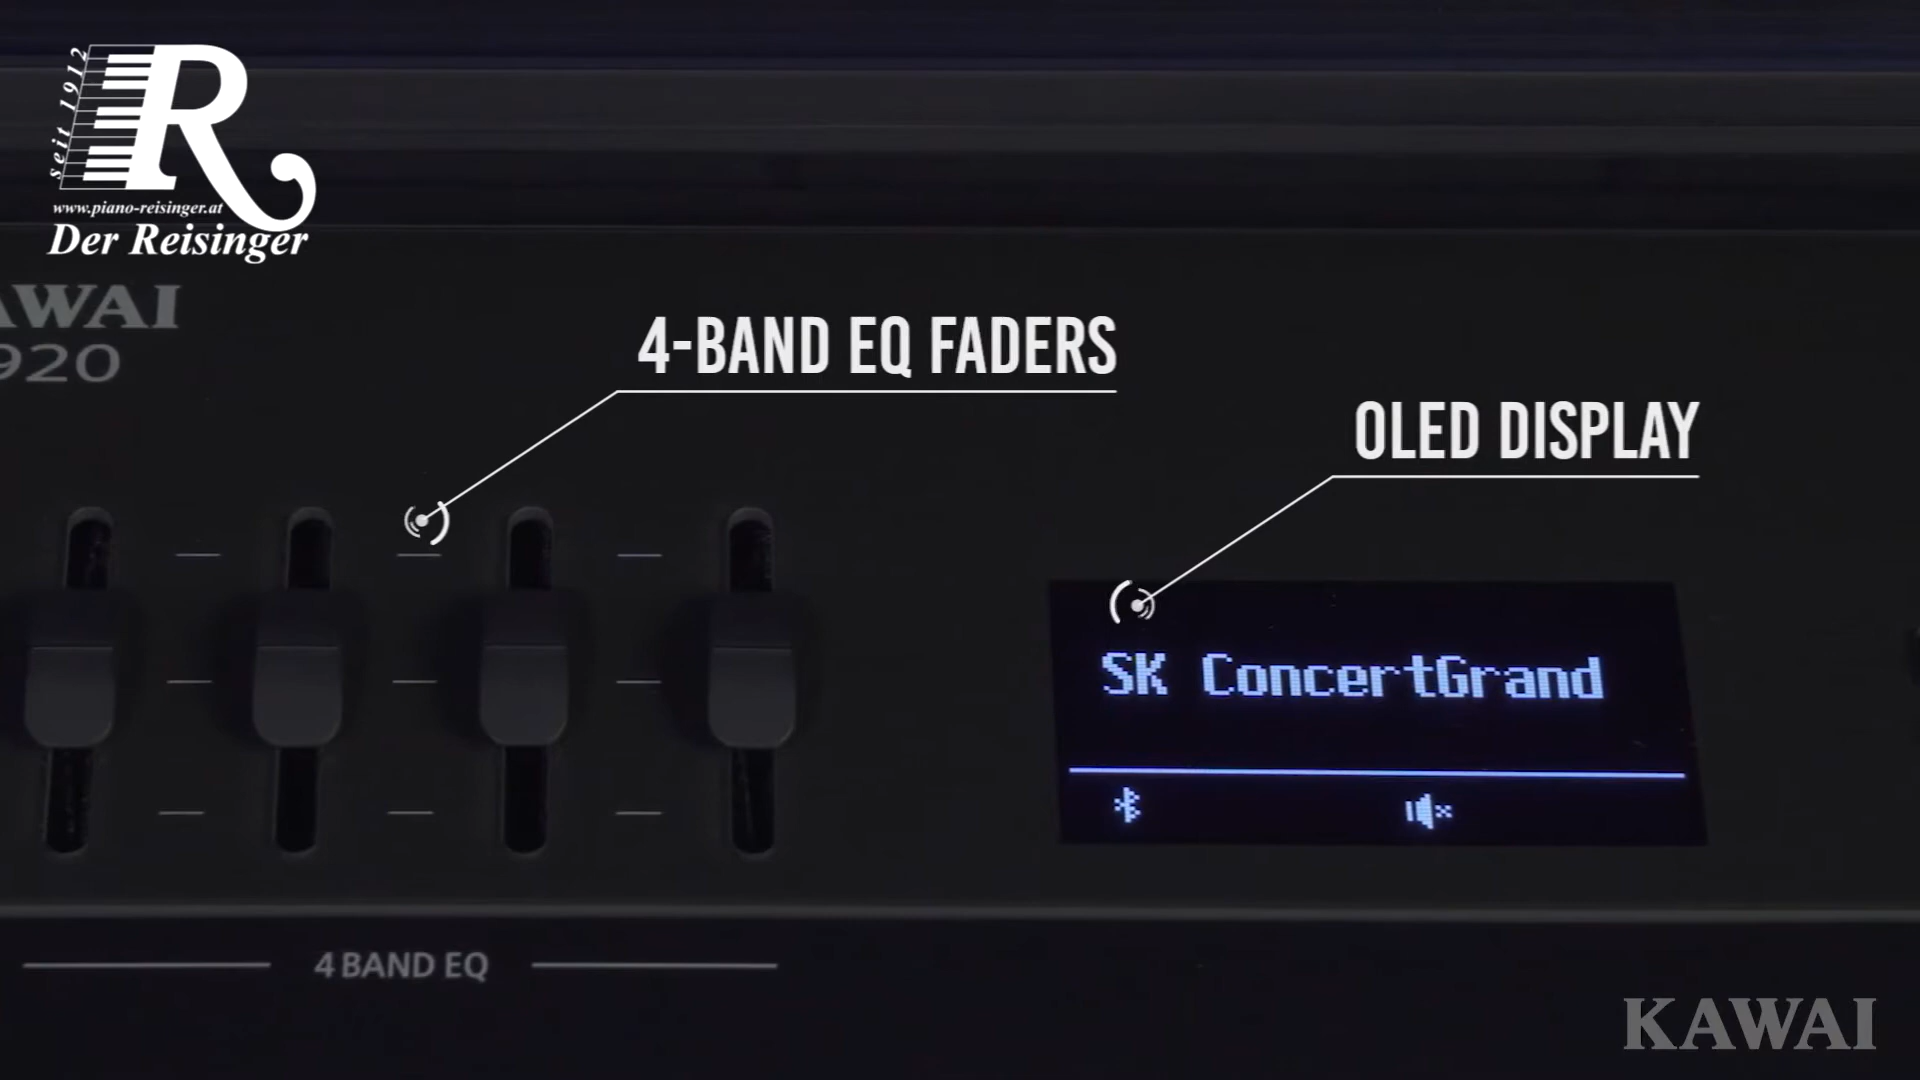 seit 1912
R
www.piano-reisinger.at
Der Reisinger
AWAI
920
4-BAND EQ FADERS
OLED DISPLAY
SK ConcertGrand
4 BAND EQ
KAWAI